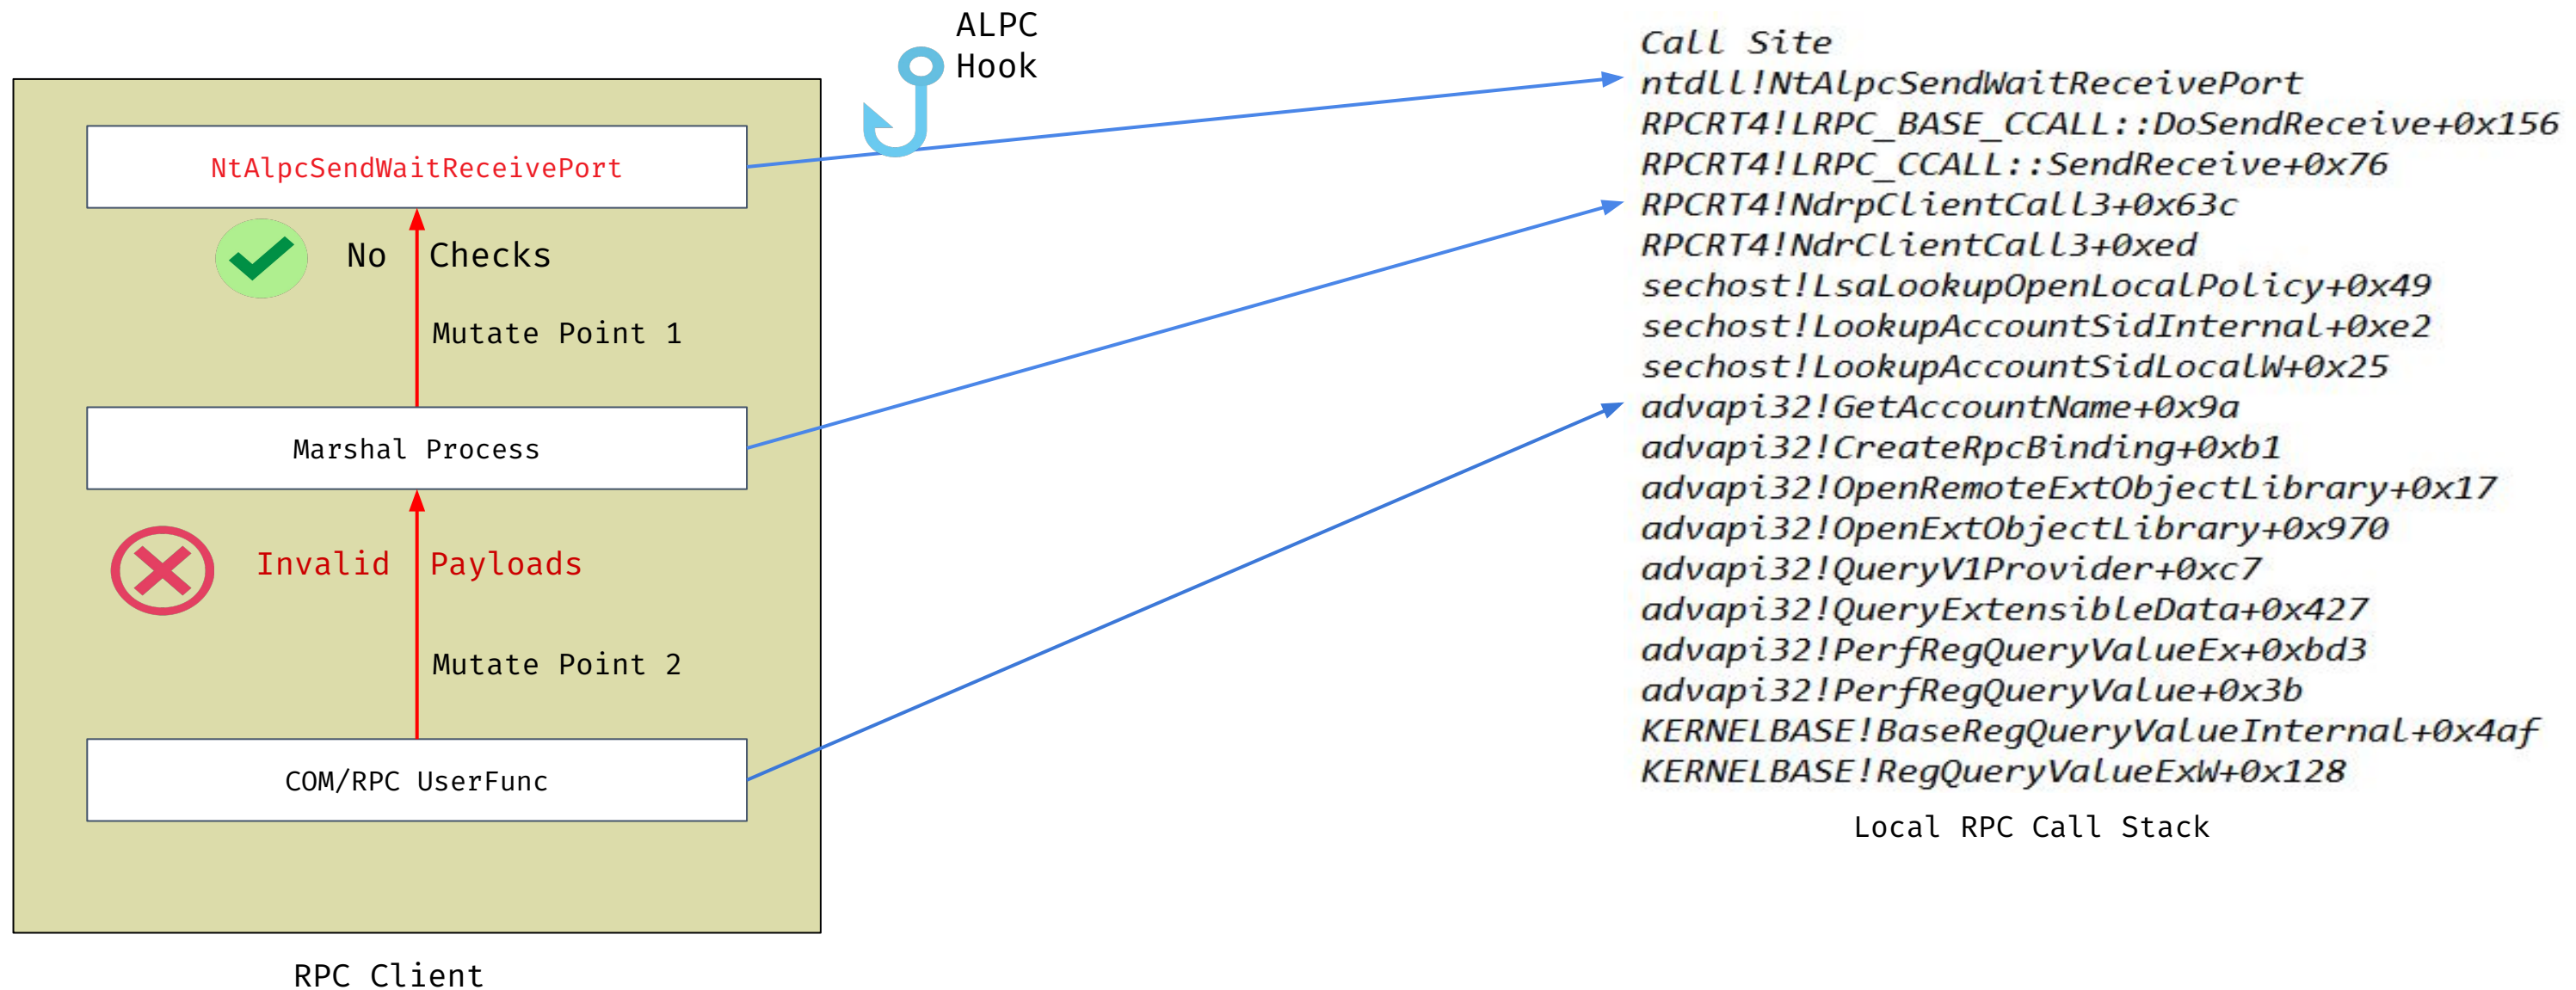 ALPC
Hook
NtAlpcSendWaitReceivePort
No Checks
Mutate Point 1
Marshal Process
Invalid Payloads
Mutate Point 2
COM/RPC UserFunc
RPC Client
Call Site
ntdll!NtAlpcSendWaitReceivePort
RPCRT4!LRPC_BASE_CCALL::DoSendReceive+0x156
RPCRT4!LRPC_CCALL::SendReceive+0x76
RPCRT4!NdrpClientCall3+0x63c
RPCRT4!NdrClientCall3+0xed
sechost!LsaLookupOpenLocalPolicy+0x49
sechost!LookupAccountSidInternal+0xe2
sechost!LookupAccountSidLocalW+0x25
advapi32!GetAccountName+0x9a
advapi32!CreateRpcBinding+0xb1
advapi32!OpenRemoteExtObjectLibrary+0x17
advapi32!OpenExtObjectLibrary+0x970
advapi32!QueryV1Provider+0xc7
advapi32!QueryExtensibleData+0x427
advapi32!PerfRegQueryValueEx+0xbd3
advapi32!PerfRegQueryValue+0x3b
KERNELBASE!BaseRegQueryValueInternal+0x4af
KERNELBASE!RegQueryValueExW+0x128
Local RPC Call Stack